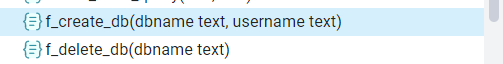 f_create_db(dbname text, username text)
f_delete_db(dbname text)